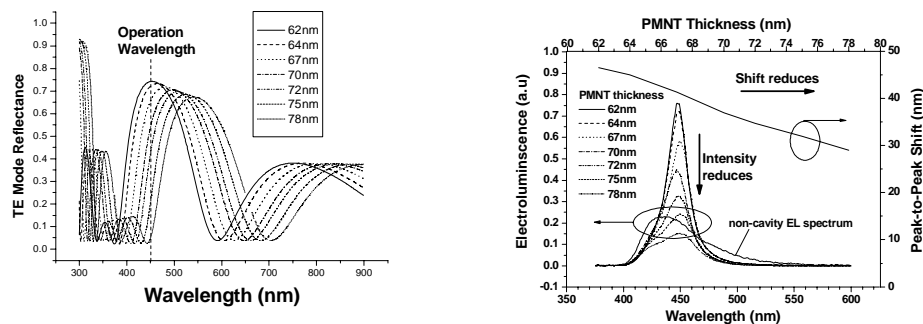 1.0
0.9
0.8
0.7
0.6
0.5
0.4
0.3
0.2
0.1
0.0
TE Mode Reflectance
Operation
Wavelength
62nm
64nm
67nm
70nm
72nm
75nm
78nm
300 400 500 600 700 800 900
Wavelength (nm)
PMNT Thickness (nm)
60 62 64 66 68 70 72 74 76 78 80
1.0
0.9
0.8
0.7
0.6
0.5
0.4
0.3
0.2
0.1
0.0
-0.1
Electroluminscence (a.u)
PMNT thickness
62nm
64nm
67nm
70nm
72nm
75nm
78nm
Shift reduces
Intensity
reduces
non-cavity EL spectrum
50
40
30
20
10
0
Peak-to-Peak Shift (nm)
350 400 450 500 550 600
Wavelength (nm)